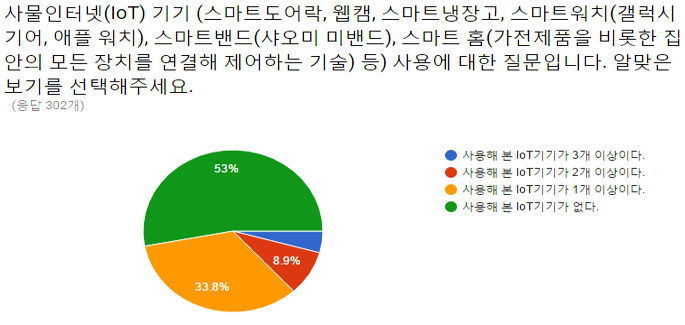 사물인터넷(IoT) 기기 (스마트도어락, 웹캠, 스마트냉장고, 스마트워치(갤럭시
기어, 애플 워치), 스마트밴드(샤오미 미밴드), 스마트 홈(가전제품을 비롯한 집
안의 모든 장치를 연결해 제어하는 기술) 등) 사용에 대한 질문입니다. 알맞은
보기를 선택해주세요.
(응답 302개)
53%
8.9%
33.8%
사용해 본 IoT기기가 3개 이상이다.
사용해 본 IoT기기가 2개 이상이다.
사용해 본 IoT기기가 1개 이상이다.
사용해 본 IoT기기가 없다.